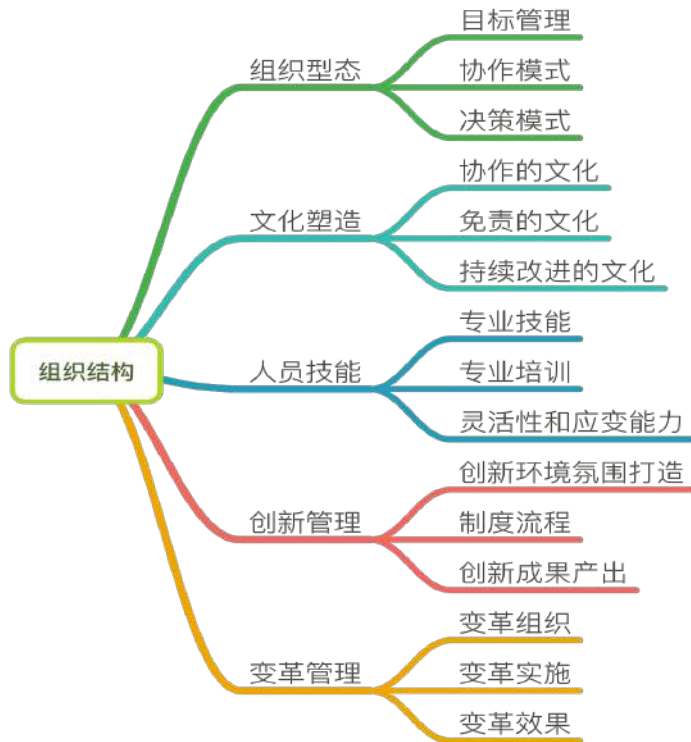 组织结构
组织型态
目标管理
协作模式
决策模式
文化塑造
协作的文化
免责的文化
持续改进的文化
人员技能
专业技能
专业培训
灵活性和应变能力
创新管理
创新环境氛围打造
制度流程
创新成果产出
变革管理
变革组织
变革实施
变革效果